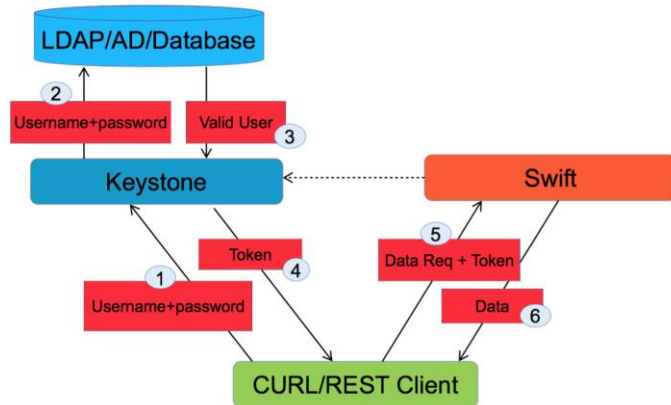 LDAP/AD/Database
2
Username+password
Valid User
3
Keystone
Swift
1
Username+password
Token
4
5
Data Req + Token
Data
6
CURL/REST Client